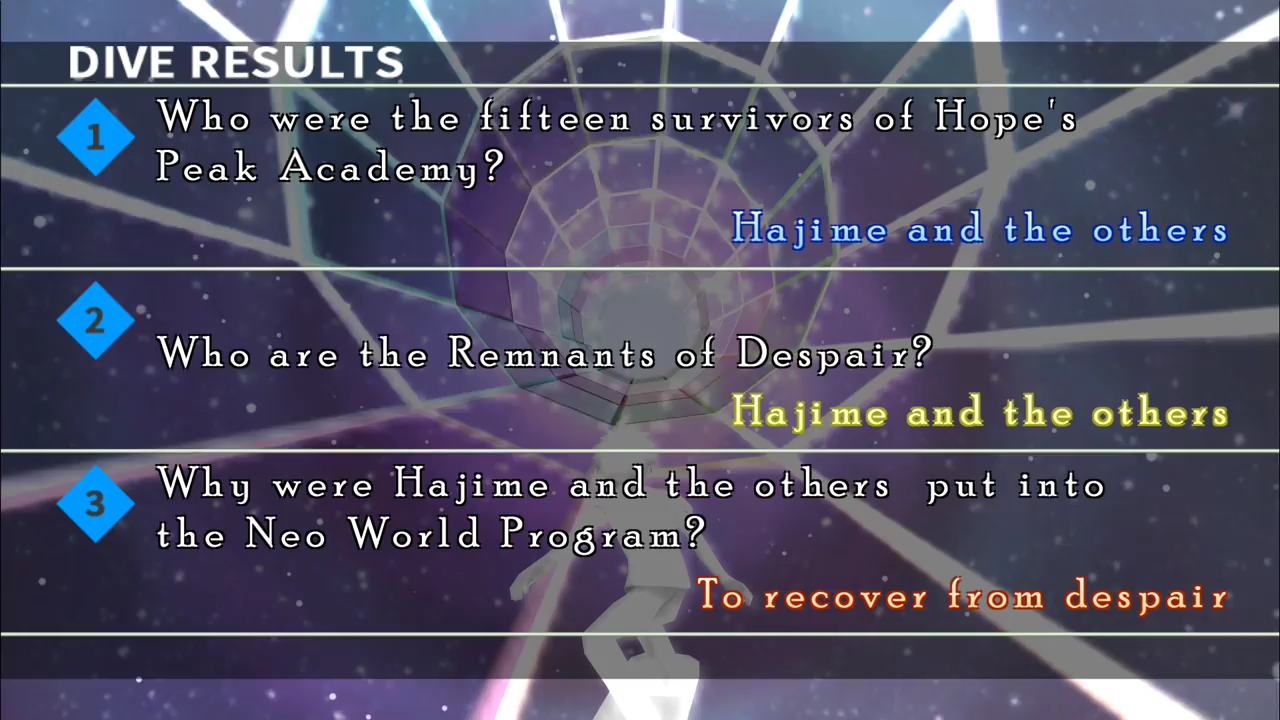 DIVE RESULTS
1
Who were the fifteen survivors of Hope's
Peak Academy?
Hajime and the others
2
Who are the Remnants of Despair?
Hajime and the others
3
Why were Hajime and the others put into
the Neo World Program?
To recover from despair